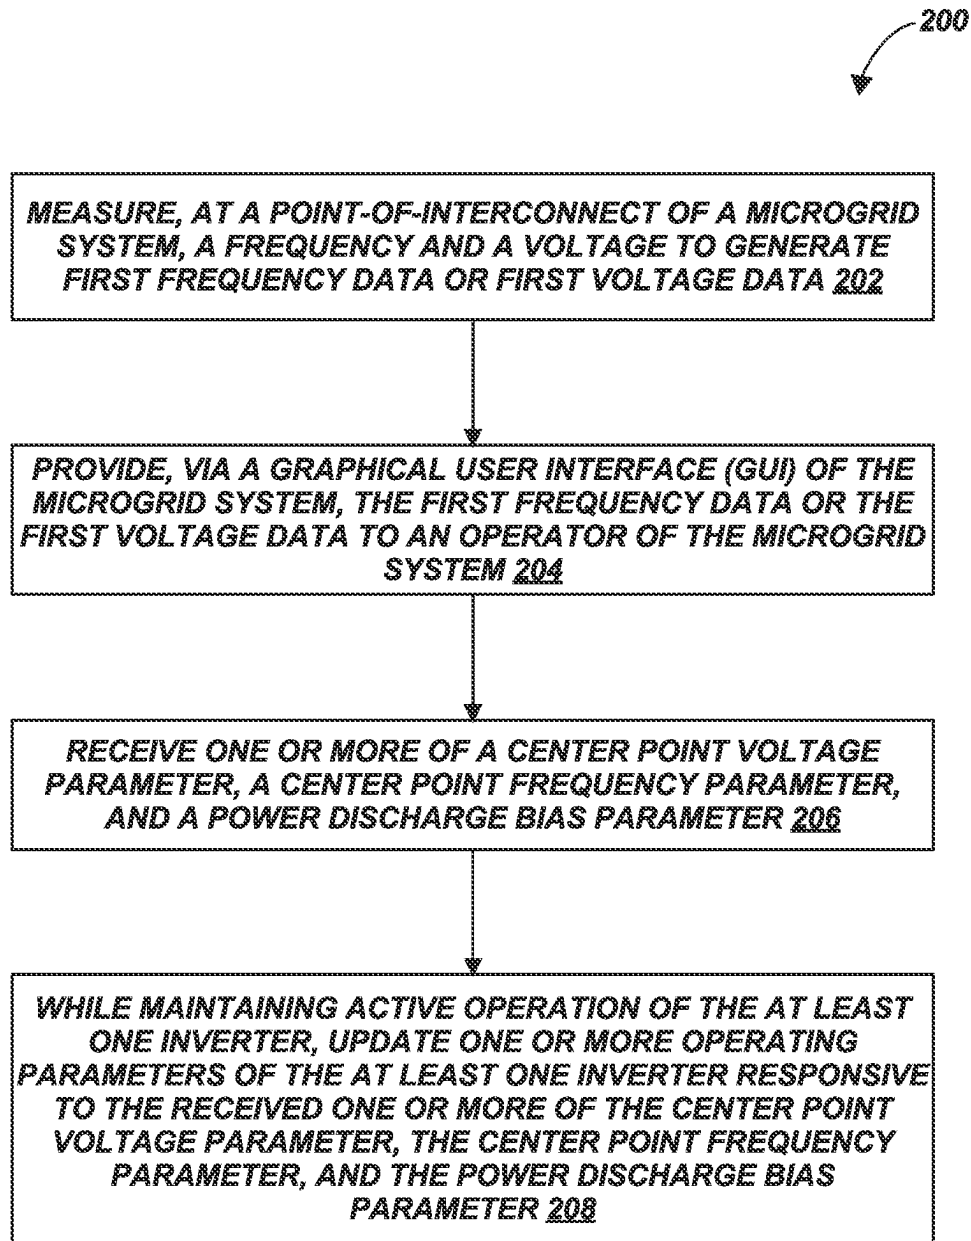 200
MEASURE, AT A POINT-OF-INTERCONNECT OF A MICROGRID
SYSTEM, A FREQUENCY AND A VOLTAGE TO GENERATE
FIRST FREQUENCY DATA OR FIRST VOLTAGE DATA 202
PROVIDE, VIA A GRAPHICAL USER INTERFACE (GUI) OF THE
MICROGRID SYSTEM, THE FIRST FREQUENCY DATA OR THE
FIRST VOLTAGE DATA TO AN OPERATOR OF THE MICROGRID
SYSTEM 204
RECEIVE ONE OR MORE OF A CENTER POINT VOLTAGE
PARAMETER, A CENTER POINT FREQUENCY PARAMETER,
AND A POWER DISCHARGE BIAS PARAMETER 206
WHILE MAINTAINING ACTIVE OPERATION OF THE AT LEAST
ONE INVERTER, UPDATE ONE OR MORE OPERATING
PARAMETERS OF THE AT LEAST ONE INVERTER RESPONSIVE
TO THE RECEIVED ONE OR MORE OF THE CENTER POINT
VOLTAGE PARAMETER, THE CENTER POINT FREQUENCY
PARAMETER, AND THE POWER DISCHARGE BIAS
PARAMETER 208